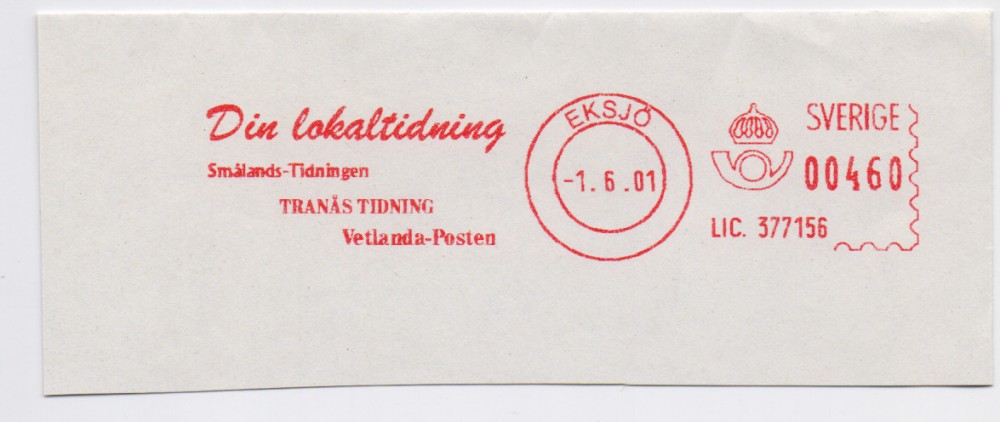 Din lokaltidning
Smålands-Tidningen
TRANÅS TIDNING
Vetlanda-Posten
EKSJÖ
-1.6.01
SVERIGE
00460
LIC. 377156